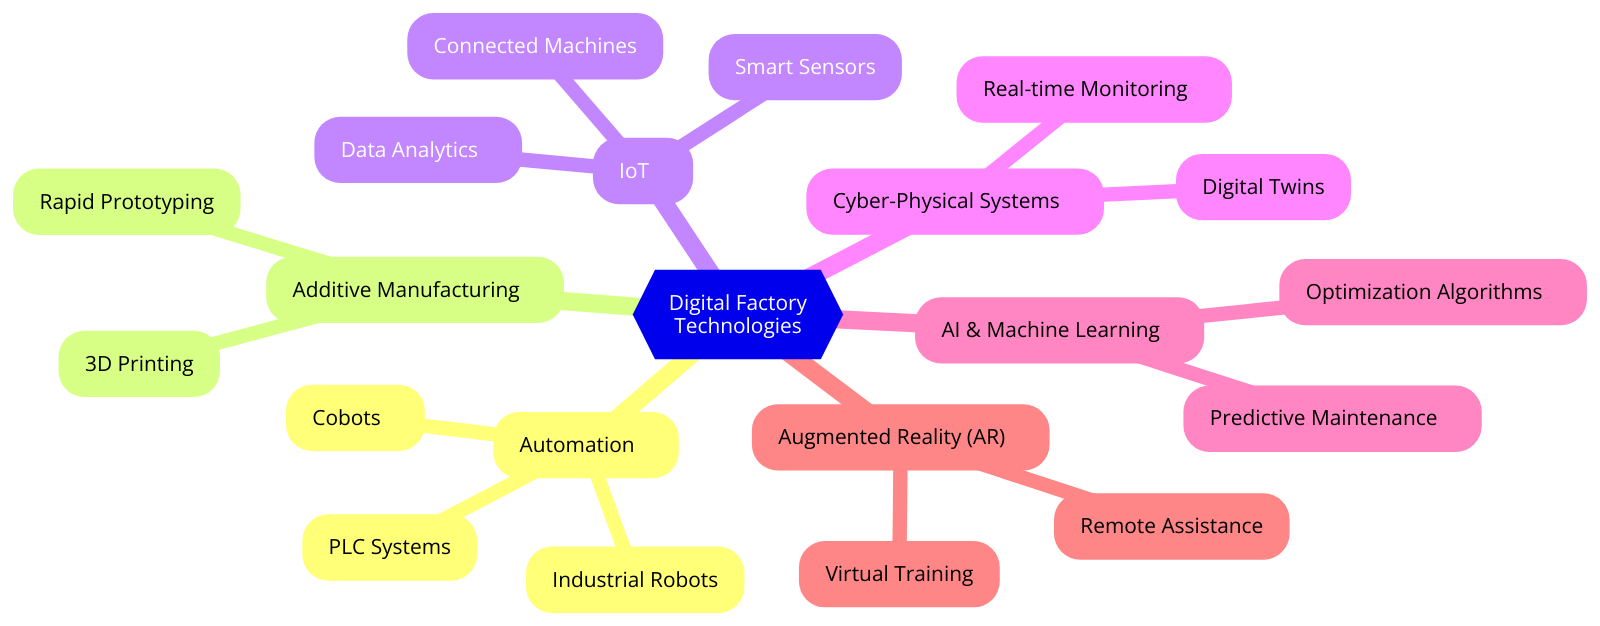 Connected Machines
Smart Sensors
Real-time Monitoring
Data Analytics
IoT
Digital Twins
Rapid Prototyping
Cyber-Physical Systems
Additive Manufacturing
Digital Factory
Technologies
Optimization Algorithms
AI & Machine Learning
3D Printing
Cobots
Automation
Augmented Reality (AR)
Predictive Maintenance
PLC Systems
Remote Assistance
Industrial Robots
Virtual Training